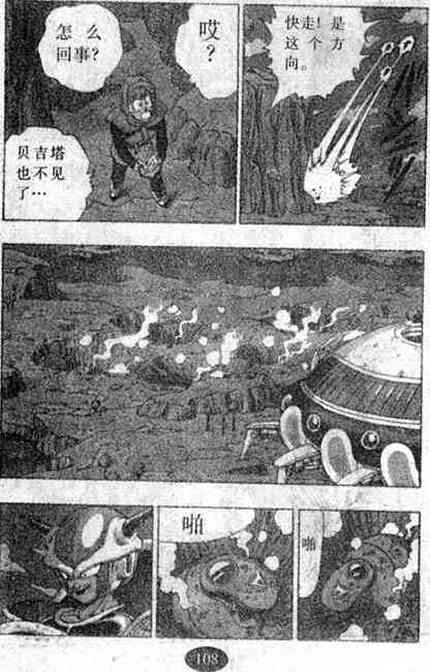 快走！是
这个方
向。
哎
？
怎么
回事？
贝吉塔
也不见
了…
啪
啪
108